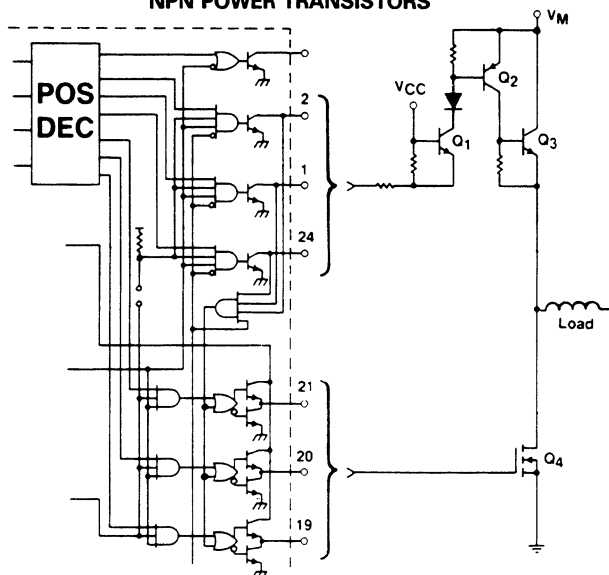 NPN POWER TRANSISTORS
VM
POS
DEC
2
VCC
Q2
Q1
Q3
1
24
Load
21
20
Q4
19